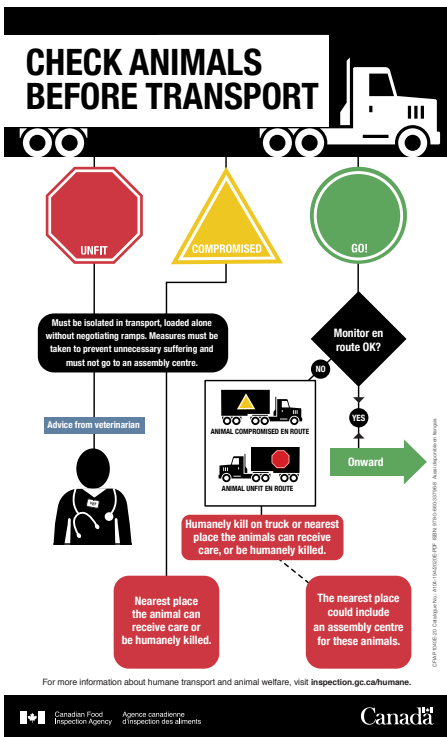 CHECK ANIMALS
BEFORE TRANSPORT
UNFIT
COMPROMISED
GO!
Must be isolated in transport, loaded alone
without negotiating ramps. Measures must be
taken to prevent unnecessary suffering and
must not go to an assembly centre.
Monitor en
route OK?
NO
YES
Advice from veterinarian
ANIMAL COMPROMISED EN ROUTE
ANIMAL UNFIT EN ROUTE
Onward
Humanely kill on truck or nearest
place the animals can receive
care, or be humanely killed.
Nearest place
the animal can
receive care or
be humanely killed.
The nearest place
could include
an assembly centre
for these animals.
Aussi disponible en français
For more information about humane transport and animal welfare, visit inspection.gc.ca/humane.
Canadian Food
Inspection Agency
Agence canadienne
d'inspection des aliments
Canada